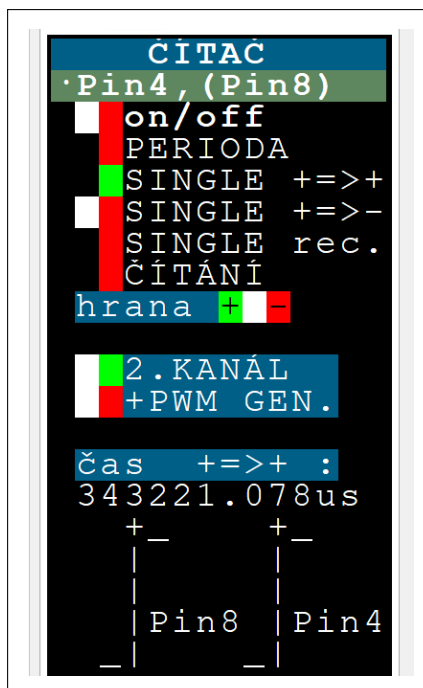 ČÍTAČ
·Pin4,(Pin8)
on/off
PERIODA
SINGLE +=>+
SINGLE +=>-
SINGLE rec.
ČÍTÁNÍ
hrana + -
2.KANÁL
+PWM GEN.
čas +=>+ :
343221.078us
+_ +_
| |
| |
| |
|Pin8 |Pin4
_| _|